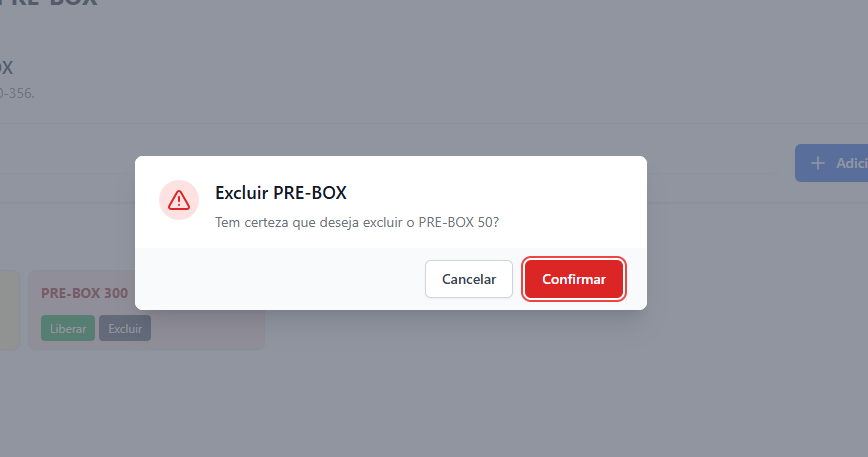 PRE-BOX
OX
0-356.
Adici
Excluir PRE-BOX
Tem certeza que deseja excluir o PRE-BOX 50?
Cancelar
Confirmar
PRE-BOX 300
Liberar
Excluir